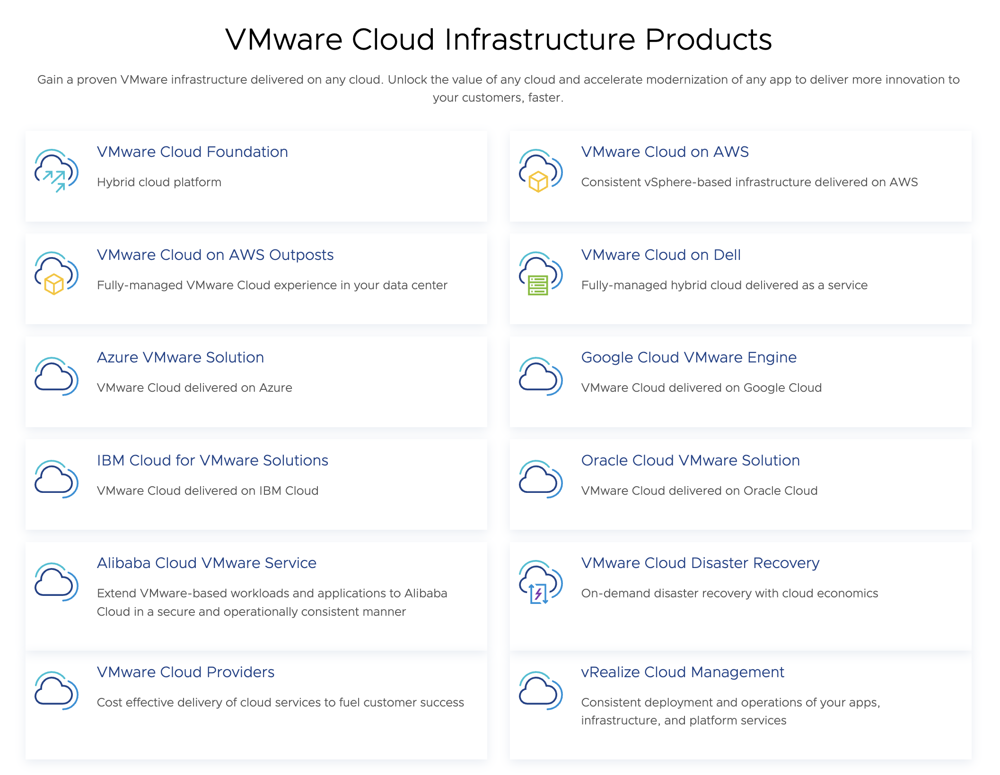 VMware Cloud Infrastructure Products
Gain a proven VMware infrastructure delivered on any cloud. Unlock the value of any cloud and accelerate modernization of any app to deliver more innovation to
your customers, faster.
VMware Cloud Foundation
Hybrid cloud platform
VMware Cloud on AWS
Consistent vSphere-based infrastructure delivered on AWS
VMware Cloud on AWS Outposts
Fully-managed VMware Cloud experience in your data center
VMware Cloud on Dell
Fully-managed hybrid cloud delivered as a service
Azure VMware Solution
VMware Cloud delivered on Azure
Google Cloud VMware Engine
VMware Cloud delivered on Google Cloud
IBM Cloud for VMware Solutions
VMware Cloud delivered on IBM Cloud
Oracle Cloud VMware Solution
VMware Cloud delivered on Oracle Cloud
Alibaba Cloud VMware Service
Extend VMware-based workloads and applications to Alibaba
Cloud in a secure and operationally consistent manner
VMware Cloud Disaster Recovery
On-demand disaster recovery with cloud economics
VMware Cloud Providers
Cost effective delivery of cloud services to fuel customer success
vRealize Cloud Management
Consistent deployment and operations of your apps,
infrastructure, and platform services